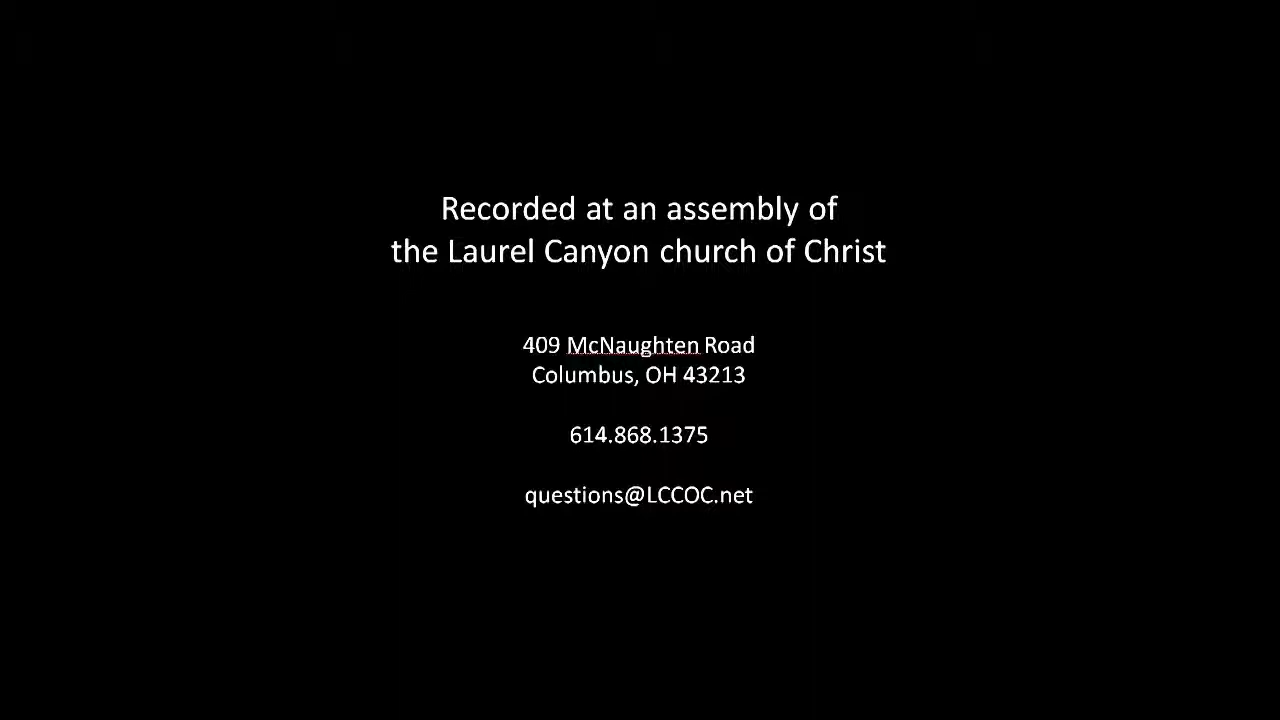 Recorded at an assembly of
the Laurel Canyon church of Christ
409 McNaughten Road
Columbus, OH 43213
614.868.1375
questions@LCCOC.net